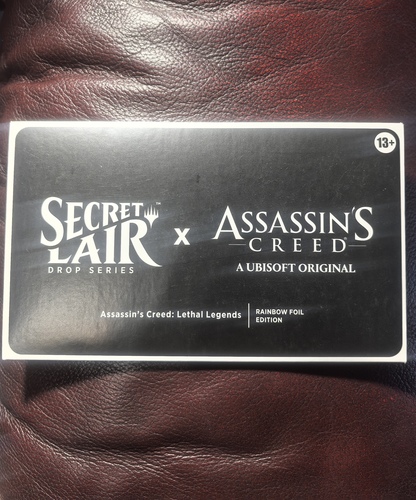 13+
SECRET
LAIR
DROP SERIES
x
ASSASSIN'S
CREED
A UBISOFT ORIGINAL
Assassin's Creed: Lethal Legends
RAINBOW FOIL
EDITION